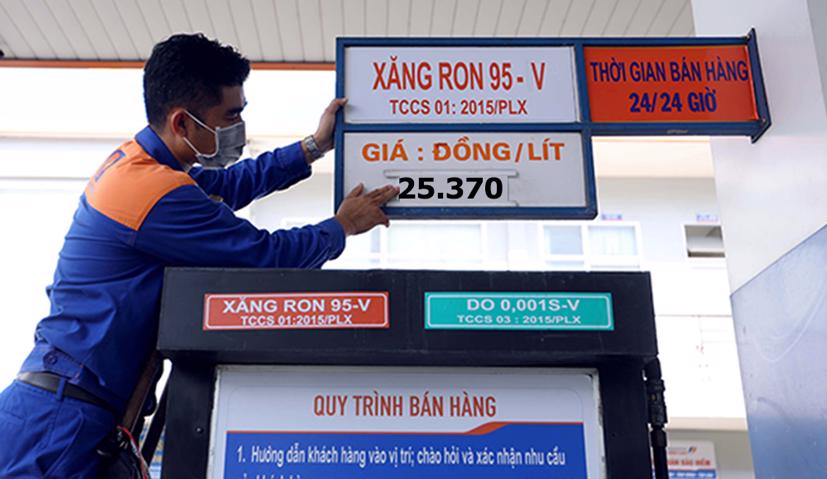 XĂNG RON 95 - V
TCCS 01: 2015/PLX
THỜI GIAN BÁN HÀNG
24/24 GIỜ
GIÁ : ĐỒNG/LÍT
25.370
XĂNG RON 95-V
TCCS 01:2015/PLX
DO 0,001S-V
TCCS 03 : 2015/PLX
QUY TRÌNH BÁN HÀNG
1. Hướng dẫn khách hàng vào vị trí; chào hỏi và xác nhận nhu cầu